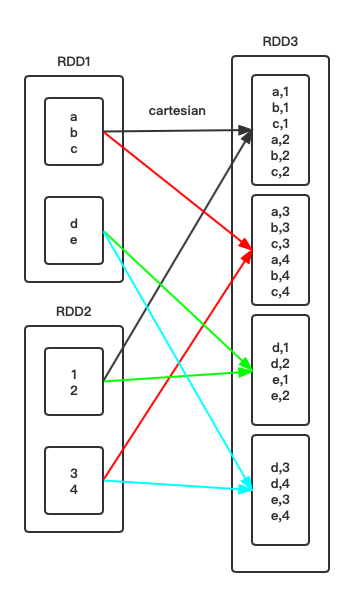 RDD1
a
b
c
d
e
RDD2
1
2
3
4
cartesian
RDD3
a,1
b,1
c,1
a,2
b,2
c,2
a,3
b,3
c,3
a,4
b,4
c,4
d,1
d,2
e,1
e,2
d,3
d,4
e,3
e,4